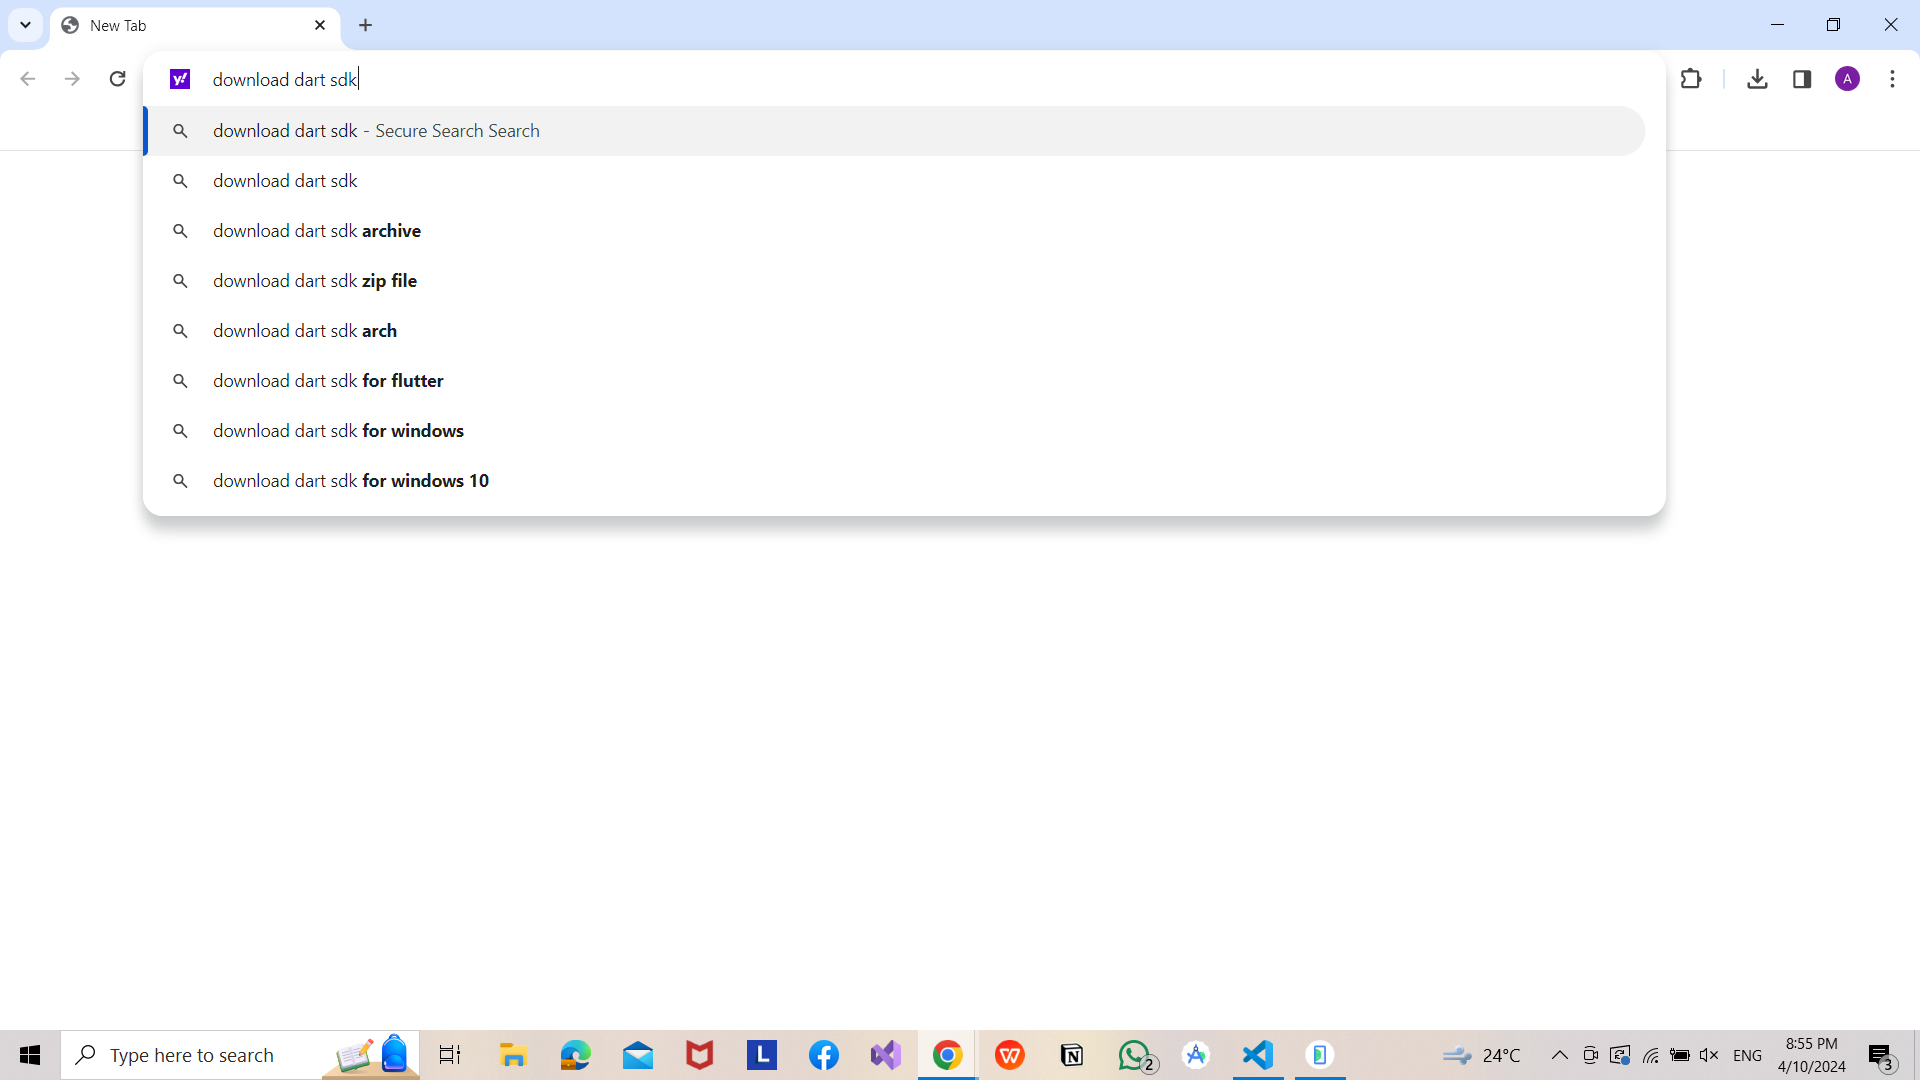 New Tab
y!
download dart sdk
A
download dart sdk - Secure Search Search
download dart sdk
download dart sdk archive
download dart sdk zip file
download dart sdk arch
download dart sdk for flutter
download dart sdk for windows
download dart sdk for windows 10
Type here to search
L
W
N
2
24°C
ENG
8:55 PM
4/10/2024
3